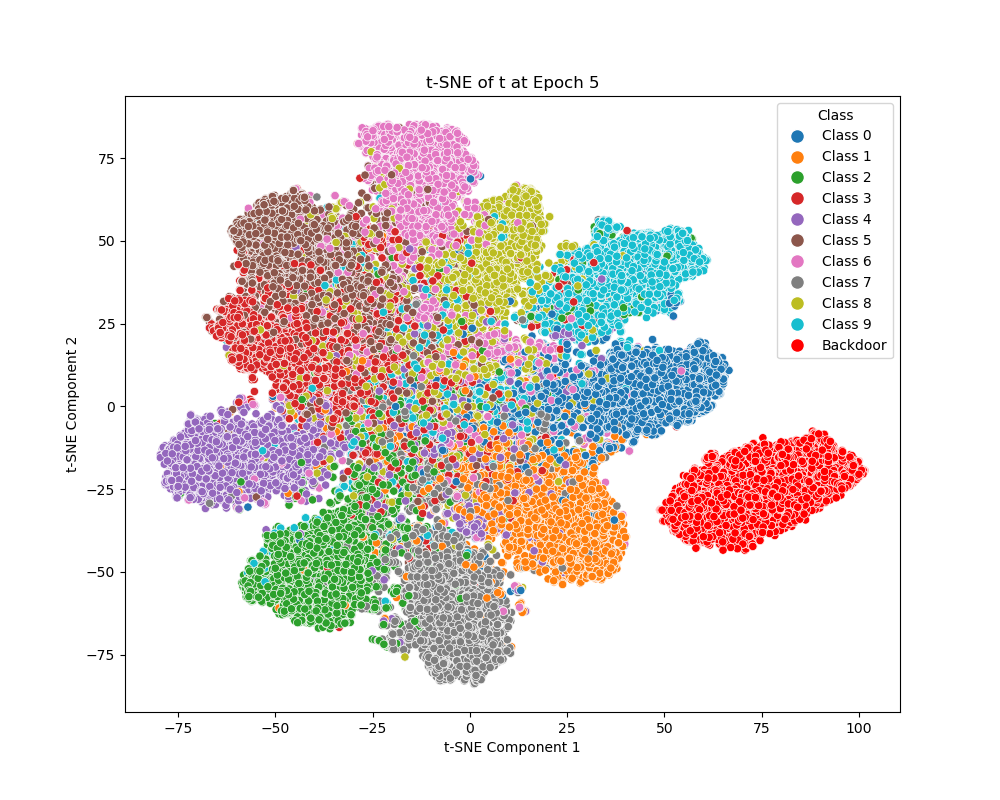 t-SNE of t at Epoch 5
Class
Class 0
Class 1
Class 2
Class 3
Class 4
Class 5
Class 6
Class 7
Class 8
Class 9
Backdoor
75
50
25
0
−25
−50
−75
t-SNE Component 2
−75 −50 −25 0 25 50 75 100
t-SNE Component 1